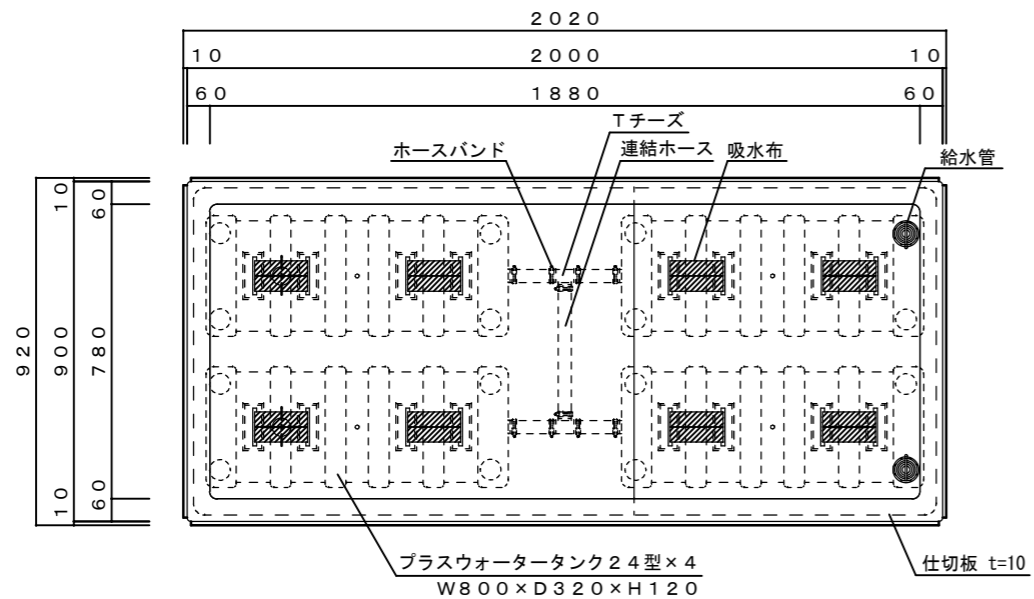 ２０２０
１０ ２０００ １０
６０ １８８０ ６０
Ｔチーズ
ホースバンド
連結ホース
吸水布
給水管
９２０
１０ ９００ １０
６０ ７８０ ６０
プラスウォータータンク２４型×４
Ｗ８００×Ｄ３２０×Ｈ１２０
仕切板 t=10